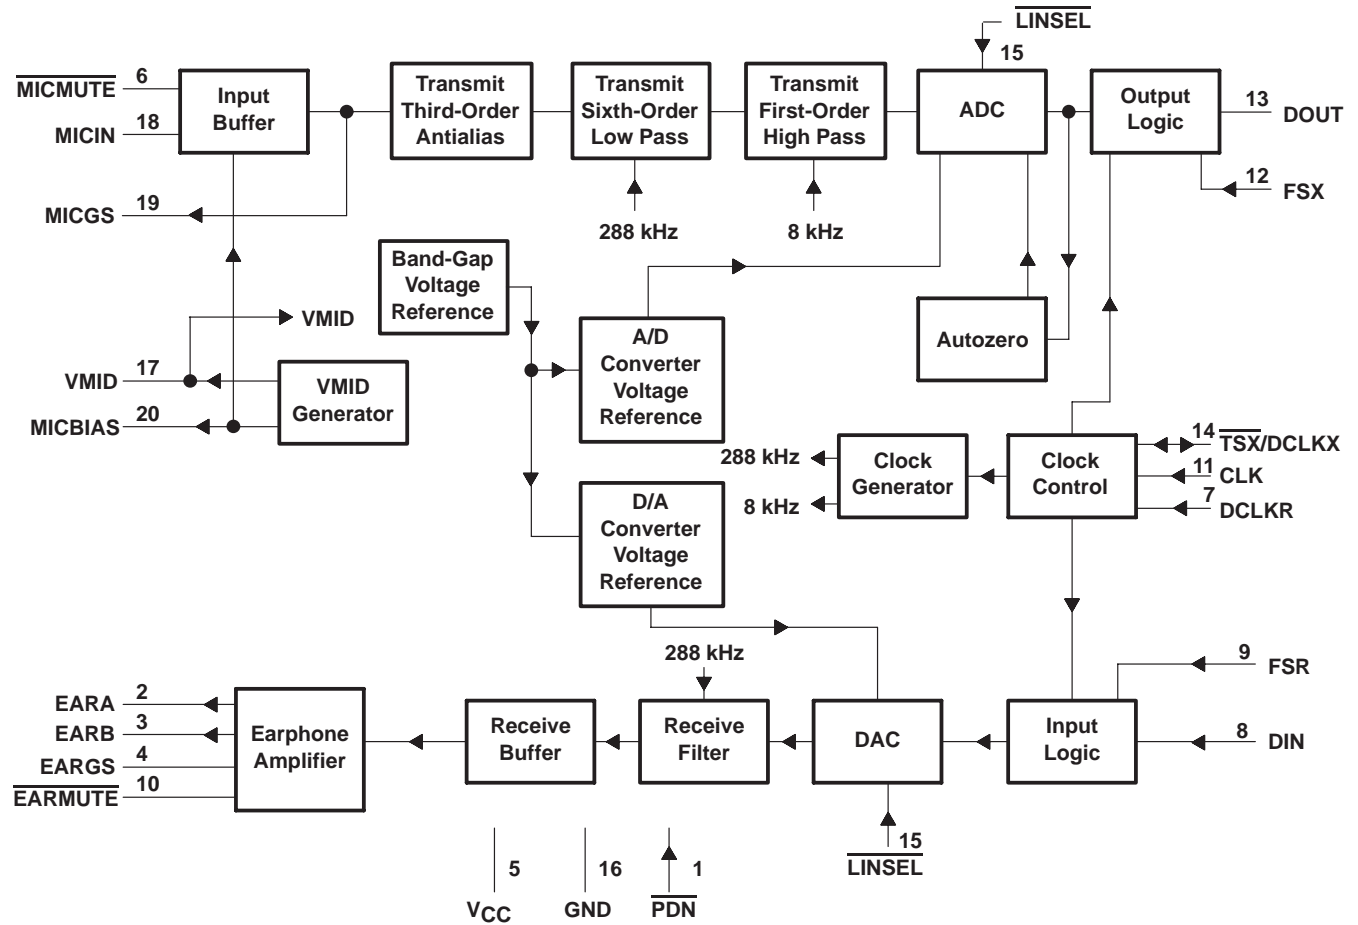 LINSEL
15
MICMUTE 6
MICIN 18
Input
Buffer
Transmit
Third-Order
Antialias
Transmit
Sixth-Order
Low Pass
Transmit
First-Order
High Pass
ADC
Output
Logic
13 DOUT
12 FSX
MICGS 19
288 kHz
8 kHz
Band-Gap
Voltage
Reference
VMID
VMID 17
MICBIAS 20
VMID
Generator
A/D
Converter
Voltage
Reference
Autozero
288 kHz
8 kHz
Clock
Generator
Clock
Control
14 TSX/DCLKX
11 CLK
7 DCLKR
D/A
Converter
Voltage
Reference
288 kHz
9 FSR
EARA 2
EARB 3
EARGS 4
EARMUTE 10
Earphone
Amplifier
Receive
Buffer
Receive
Filter
DAC
Input
Logic
8 DIN
15
LINSEL
5
VCC
16
GND
1
PDN